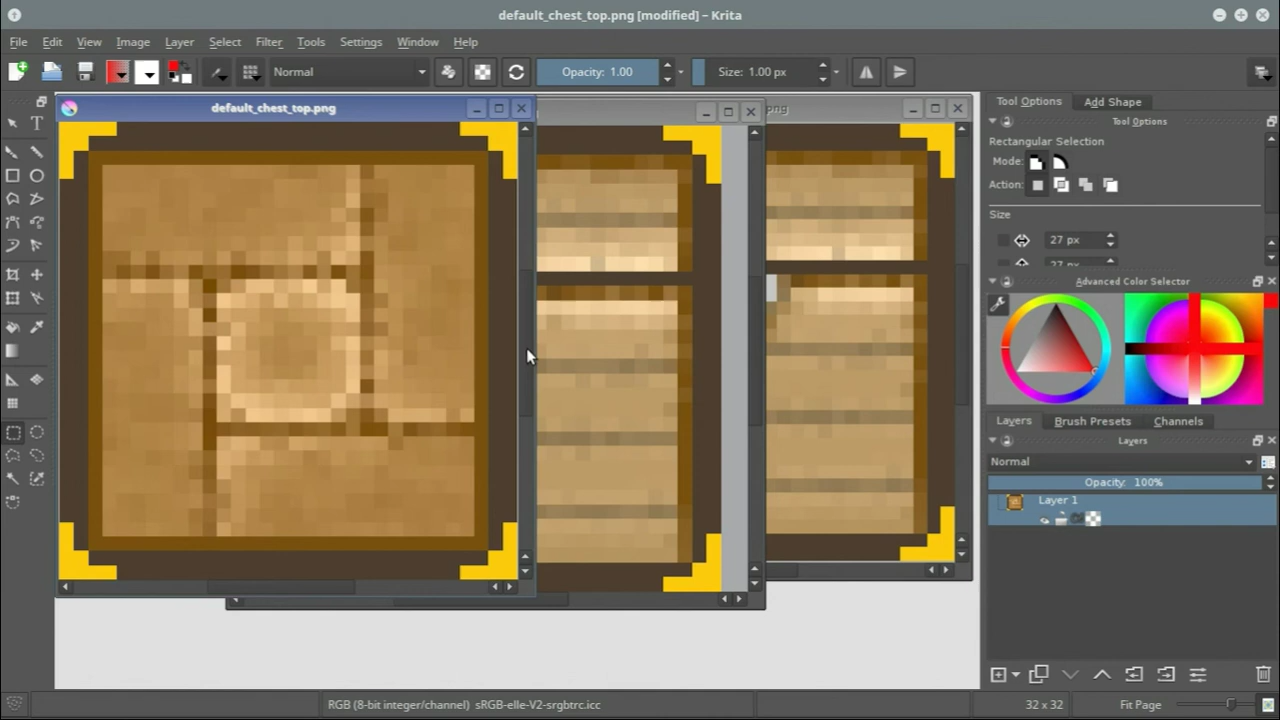 default_chest_top.png [modified] – Krita
File Edit View Image Layer Select Filter Tools Settings Window Help
Normal Opacity: 1.00 Size: 1.00 px
default_chest_top.png
png
Tool Options Add Shape
Tool Options
Rectangular Selection
Mode:
Action:
Size
27 px
27 px
Advanced Color Selector
Layers Brush Presets Channels
Layers
Normal
Opacity: 100%
Layer 1
RGB (8-bit integer/channel) sRGB-elle-V2-srgbtrc.icc 32 x 32 Fit Page